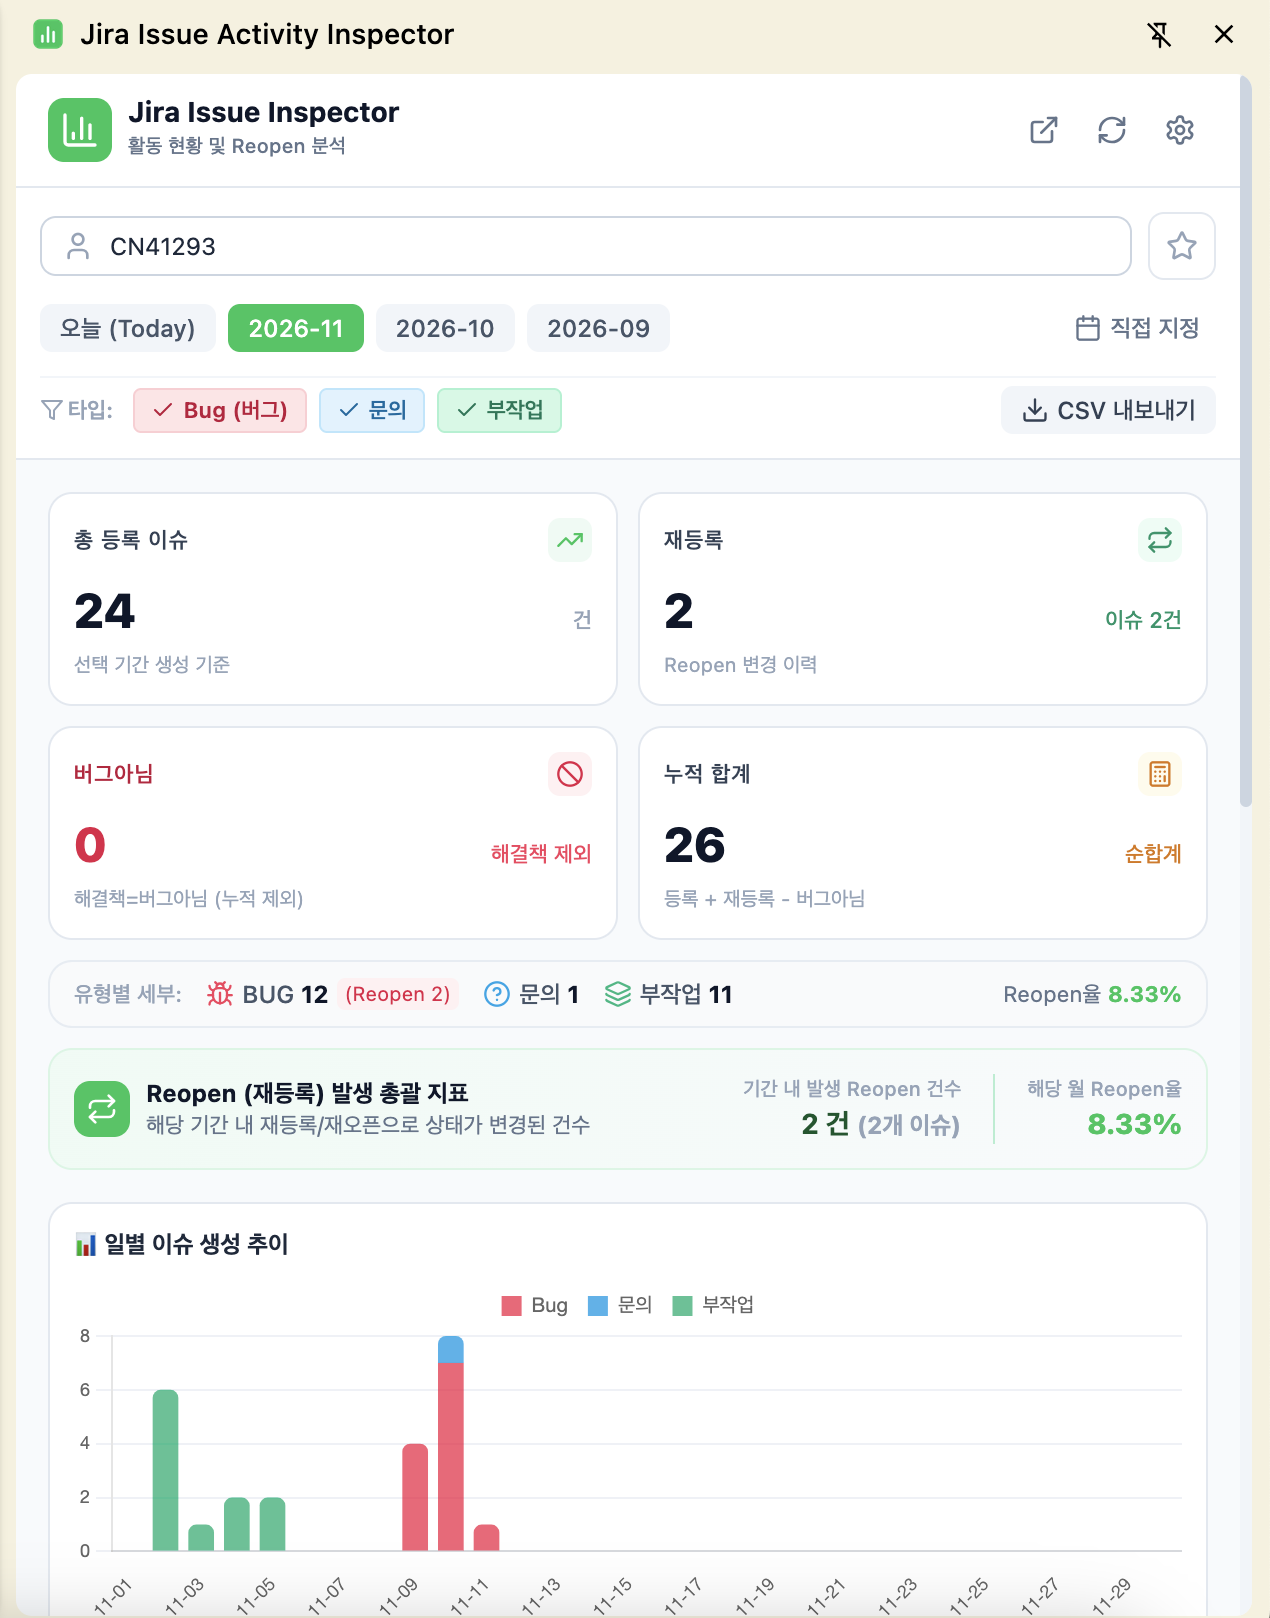 Jira Issue Activity Inspector
Jira Issue Inspector
활동 현황 및 Reopen 분석
CN41293
오늘 (Today)
2026-11
2026-10
2026-09
직접 지정
타입:
Bug (버그)
문의
부작업
CSV 내보내기
총 등록 이슈
24
건
선택 기간 생성 기준
재등록
2
이슈 2건
Reopen 변경 이력
버그아님
0
해결책 제외
해결책=버그아님 (누적 제외)
누적 합계
26
순합계
등록 + 재등록 - 버그아님
유형별 세부:
BUG 12
(Reopen 2)
문의 1
부작업 11
Reopen율 8.33%
Reopen (재등록) 발생 총괄 지표
해당 기간 내 재등록/재오픈으로 상태가 변경된 건수
기간 내 발생 Reopen 건수
2 건 (2개 이슈)
해당 월 Reopen율
8.33%
일별 이슈 생성 추이
Bug
문의
부작업
8
6
4
2
0
11-01
11-03
11-05
11-07
11-09
11-11
11-13
11-15
11-17
11-19
11-21
11-23
11-25
11-27
11-29